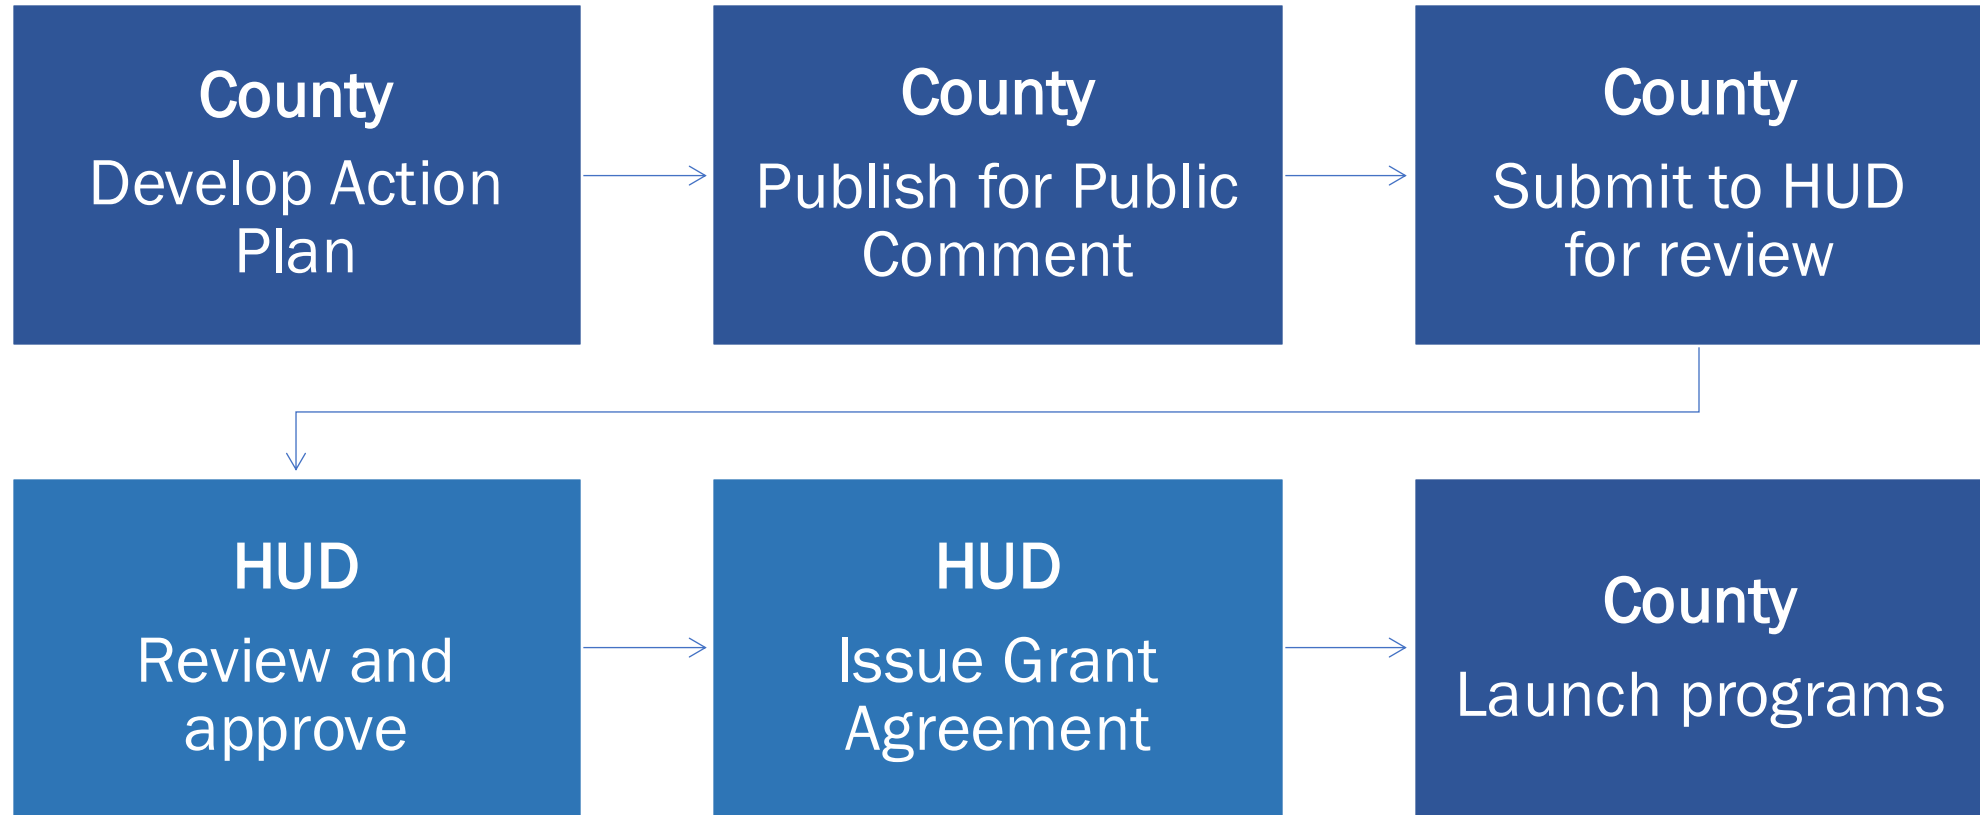 County
Develop Action
Plan
County
Publish for Public
Comment
County
Submit to HUD
for review
HUD
Review and
approve
HUD
Issue Grant
Agreement
County
Launch programs